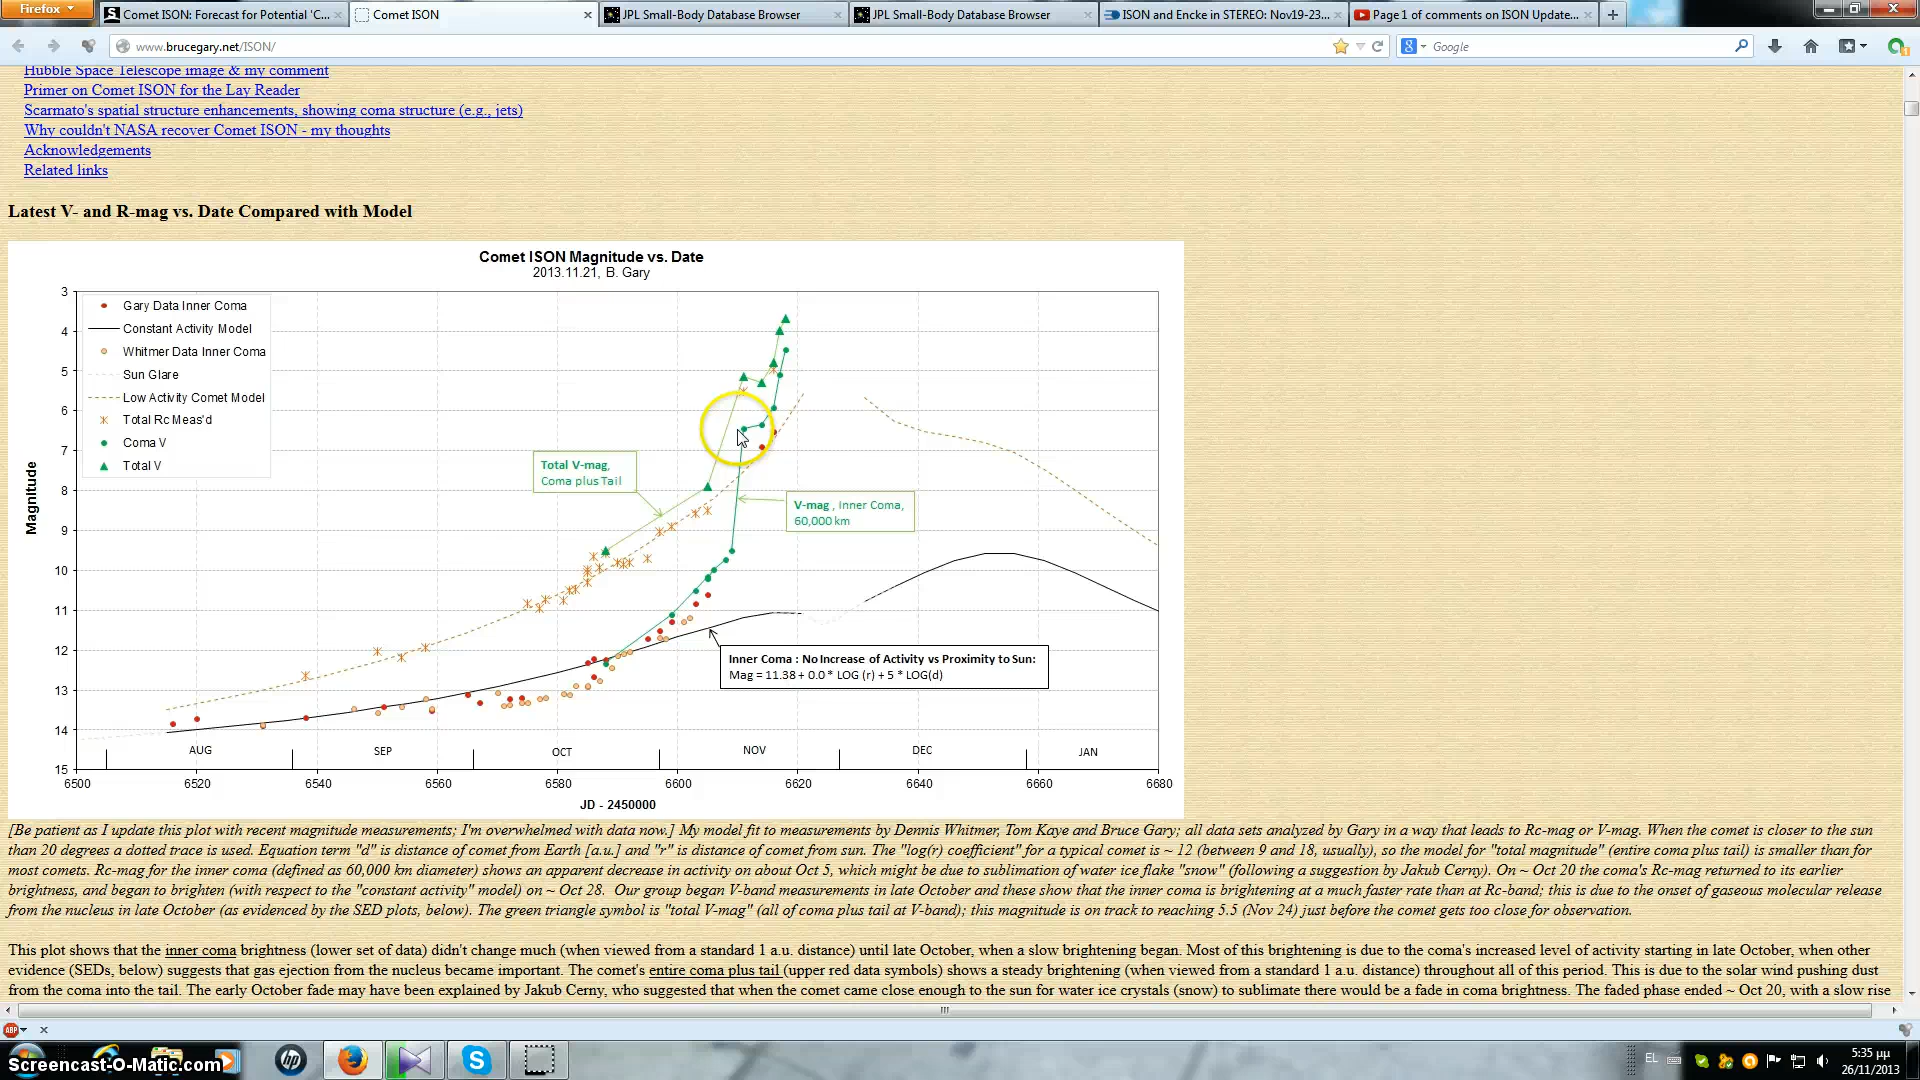 Firefox
Comet ISON: Forecast for Potential 'C...
Comet ISON
JPL Small-Body Database Browser
JPL Small-Body Database Browser
ISON and Encke in STEREO: Nov19-23...
Page 1 of comments on ISON Update...
www.brucegary.net/ISON/
Google
Hubble Space Telescope image & my comment
Primer on Comet ISON for the Lay Reader
Scarmato's spatial structure enhancements, showing coma structure (e.g., jets)
Why couldn't NASA recover Comet ISON - my thoughts
Acknowledgements
Related links
Latest V- and R-mag vs. Date Compared with Model
Comet ISON Magnitude vs. Date
2013.11.21, B. Gary
Gary Data Inner Coma
Constant Activity Model
Whitmer Data Inner Coma
Sun Glare
Low Activity Comet Model
Total Rc Meas'd
Coma V
Total V
Magnitude
3
4
5
6
7
8
9
10
11
12
13
14
15
Total V-mag,
Coma plus Tail
V-mag , Inner Coma,
60,000 km
Inner Coma : No Increase of Activity vs Proximity to Sun:
Mag = 11.38 + 0.0 * LOG (r) + 5 * LOG(d)
AUG SEP OCT NOV DEC JAN
6500 6520 6540 6560 6580 6600 6620 6640 6660 6680
JD - 2450000
[Be patient as I update this plot with recent magnitude measurements; I'm overwhelmed with data now.] My model fit to measurements by Dennis Whitmer, Tom Kaye and Bruce Gary; all data sets analyzed by Gary in a way that leads to Rc-mag or V-mag. When the comet is closer to the sun
than 20 degrees a dotted trace is used. Equation term "d" is distance of comet from Earth [a.u.] and "r" is distance of comet from sun. The "log(r) coefficient" for a typical comet is ~ 12 (between 9 and 18, usually), so the model for "total magnitude" (entire coma plus tail) is smaller than for
most comets. Rc-mag for the inner coma (defined as 60,000 km diameter) shows an apparent decrease in activity on about Oct 5, which might be due to sublimation of water ice flake "snow" (following a suggestion by Jakub Cerny). On ~ Oct 20 the coma's Rc-mag returned to its earlier
brightness, and began to brighten (with respect to the "constant activity" model) on ~ Oct 28. Our group began V-band measurements in late October and these show that the inner coma is brightening at a much faster rate than at Rc-band; this is due to the onset of gaseous molecular release
from the nucleus in late October (as evidenced by the SED plots, below). The green triangle symbol is "total V-mag" (all of coma plus tail at V-band); this magnitude is on track to reaching 5.5 (Nov 24) just before the comet gets too close for observation.
This plot shows that the inner coma brightness (lower set of data) didn't change much (when viewed from a standard 1 a.u. distance) until late October, when a slow brightening began. Most of this brightening is due to the coma's increased level of activity starting in late October, when other
evidence (SEDs, below) suggests that gas ejection from the nucleus became important. The comet's entire coma plus tail (upper red data symbols) shows a steady brightening (when viewed from a standard 1 a.u. distance) throughout all of this period. This is due to the solar wind pushing dust
from the coma into the tail. The early October fade may have been explained by Jakub Cerny, who suggested that when the comet came close enough to the sun for water ice crystals (snow) to sublimate there would be a fade in coma brightness. The faded phase ended ~ Oct 20, with a slow rise
ABP
Screencast-O-Matic.com
hp
EL
5:35 μμ
26/11/2013